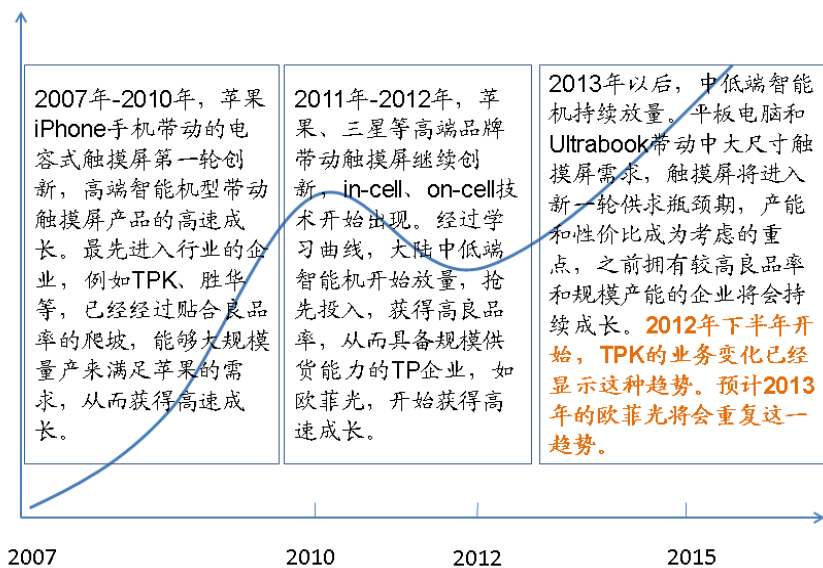 2007年-2010年，苹果
iPhone手机带动的电
容式触摸屏第一轮创
新，高端智能机型带动
触摸屏产品的高速成
长。最先进入行业的企
业，例如TPK、胜华
等，已经经过贴合良品
率的爬坡，能够大规模
量产来满足苹果的需
求，从而获得高速成
长。
2011年-2012年，苹
果、三星等高端品牌
带动触摸屏继续创
新，in-cell、on-cell技
术开始出现。经过学
习曲线，大陆中低端
智能机开始放量，抢
先投入，获得高良品
率，从而具备规模供
货能力的TP企业，如
欧菲光，开始获得高
速成长。
2013年以后，中低端智能
机持续放量。平板电脑和
Ultrabook带动中大尺寸触
摸屏需求，触摸屏将进入
新一轮供求瓶颈期，产能
和性价比成为考虑的重
点，之前拥有较高良品率
和规模产能的企业将会持
续成长。2012年下半年开
始，TPK的业务变化已经
显示这种趋势。预计2013
年的欧菲光将会重复这一
趋势。
2007
2010
2012
2015